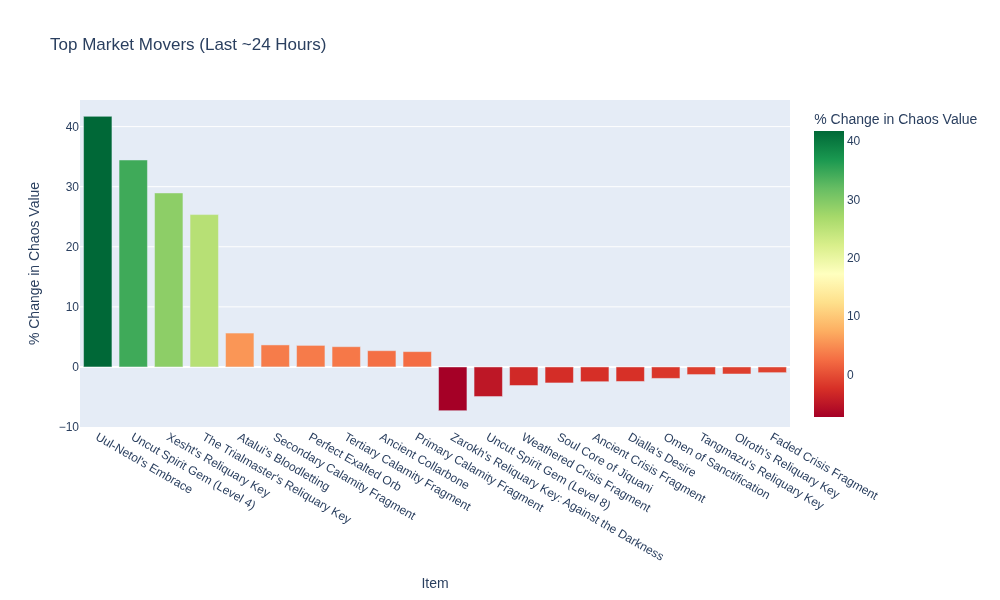 Top Market Movers (Last ~24 Hours)
% Change in Chaos Value
40
30
20
10
0
−10
Uul-Netol's Embrace
Uncut Spirit Gem (Level 4)
Xesht's Reliquary Key
The Trialmaster's Reliquary Key
Atalui's Bloodletting
Secondary Calamity Fragment
Perfect Exalted Orb
Tertiary Calamity Fragment
Ancient Collarbone
Primary Calamity Fragment
Zarokh's Reliquary Key: Against the Darkness
Uncut Spirit Gem (Level 8)
Weathered Crisis Fragment
Soul Core of Jiquani
Ancient Crisis Fragment
Dialla's Desire
Omen of Sanctification
Tangmazu's Reliquary Key
Olroth's Reliquary Key
Faded Crisis Fragment
Item
% Change in Chaos Value
40
30
20
10
0